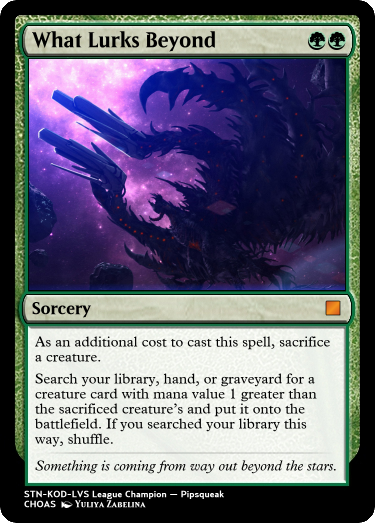 What Lurks Beyond
Sorcery
As an additional cost to cast this spell, sacrifice
a creature.
Search your library, hand, or graveyard for a
creature card with mana value 1 greater than
the sacrificed creature's and put it onto the
battlefield. If you searched your library this
way, shuffle.
Something is coming from way out beyond the stars.
STN-KOD-LVS League Champion — Pipsqueak
CHOAS Yuliya Zabelina